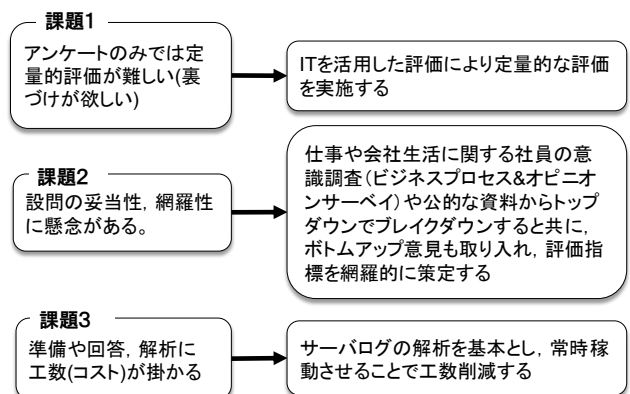 課題1
アンケートのみでは定
量的評価が難しい(裏
づけが欲しい)
ITを活用した評価により定量的な評価
を実施する
課題2
設問の妥当性，網羅性
に懸念がある。
仕事や会社生活に関する社員の意
識調査(ビジネスプロセス&オピニオ
ンサーベイ)や公的な資料からトップ
ダウンでブレイクダウンすると共に，
ボトムアップ意見も取り入れ，評価指
標を網羅的に策定する
課題3
準備や回答，解析に
工数(コスト)が掛かる
サーバログの解析を基本とし，常時稼
動させることで工数削減する